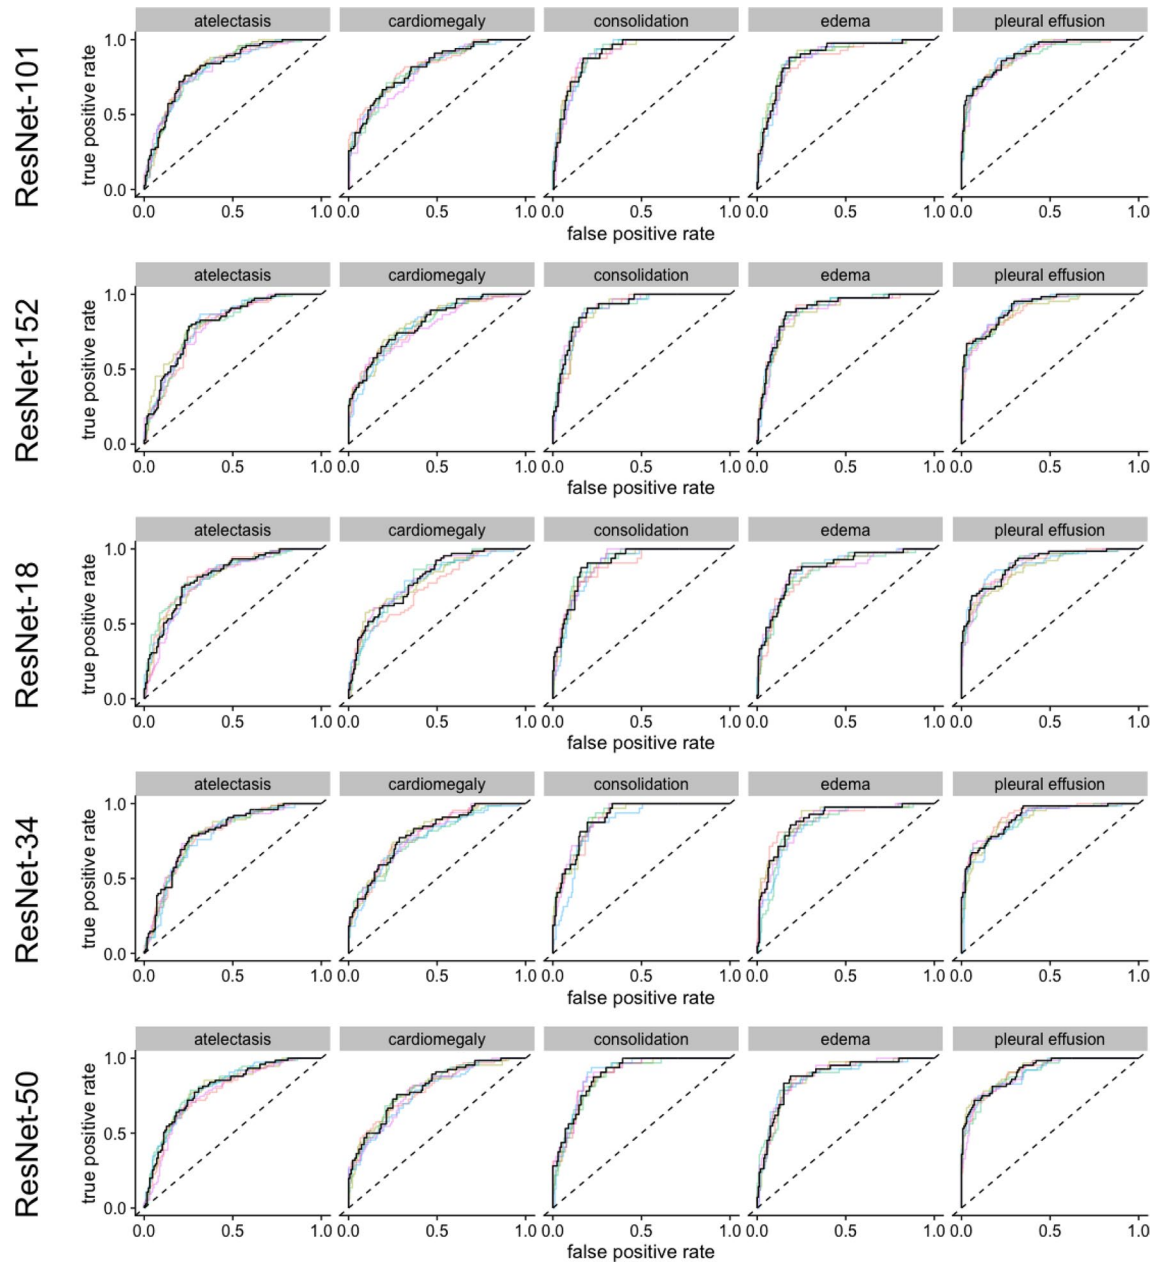 ResNet-101
atelectasis cardiomegaly consolidation edema pleural effusion
true positive rate
1.0
0.5
0.0
0.0 0.5 1.0 0.0 0.5 1.0 0.0 0.5 1.0 0.0 0.5 1.0 0.0 0.5 1.0
false positive rate
ResNet-152
atelectasis cardiomegaly consolidation edema pleural effusion
true positive rate
1.0
0.5
0.0
0.0 0.5 1.0 0.0 0.5 1.0 0.0 0.5 1.0 0.0 0.5 1.0 0.0 0.5 1.0
false positive rate
ResNet-18
atelectasis cardiomegaly consolidation edema pleural effusion
true positive rate
1.0
0.5
0.0
0.0 0.5 1.0 0.0 0.5 1.0 0.0 0.5 1.0 0.0 0.5 1.0 0.0 0.5 1.0
false positive rate
ResNet-34
atelectasis cardiomegaly consolidation edema pleural effusion
true positive rate
1.0
0.5
0.0
0.0 0.5 1.0 0.0 0.5 1.0 0.0 0.5 1.0 0.0 0.5 1.0 0.0 0.5 1.0
false positive rate
ResNet-50
atelectasis cardiomegaly consolidation edema pleural effusion
true positive rate
1.0
0.5
0.0
0.0 0.5 1.0 0.0 0.5 1.0 0.0 0.5 1.0 0.0 0.5 1.0 0.0 0.5 1.0
false positive rate